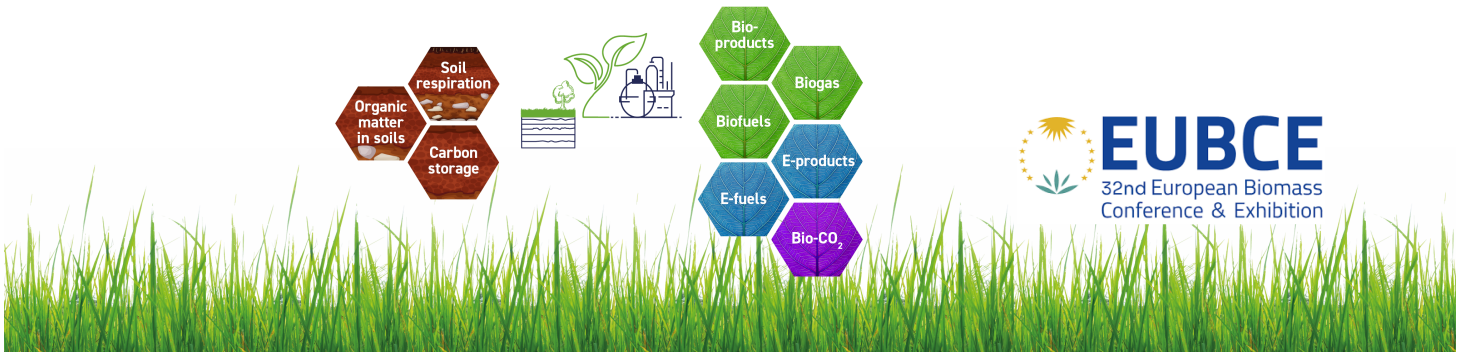 Soil
respiration
Organic
matter
in soils
Carbon
storage
Bio-
products
Biogas
Biofuels
E-products
E-fuels
Bio-CO₂
EUBCE
32nd European Biomass
Conference & Exhibition